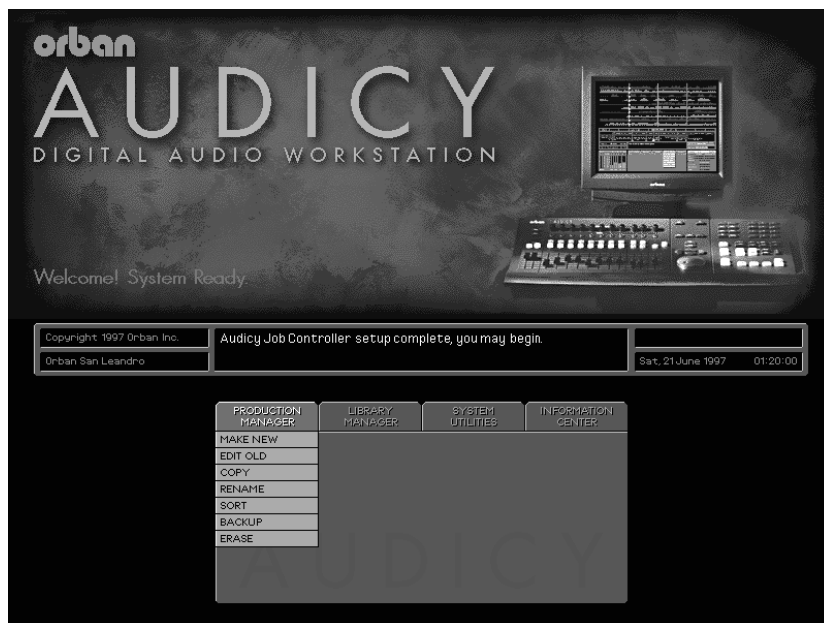 orban
AUDICY
DIGITAL AUDIO WORKSTATION
Welcome! System Ready.
Copyright 1997 Orban Inc.
Orban San Leandro
Audicy Job Controller setup complete, you may begin.
Sat, 21 June 1997 01:20:00
PRODUCTION MANAGER
LIBRARY MANAGER
SYSTEM UTILITIES
INFORMATION CENTER
MAKE NEW
EDIT OLD
COPY
RENAME
SORT
BACKUP
ERASE
AUDICY